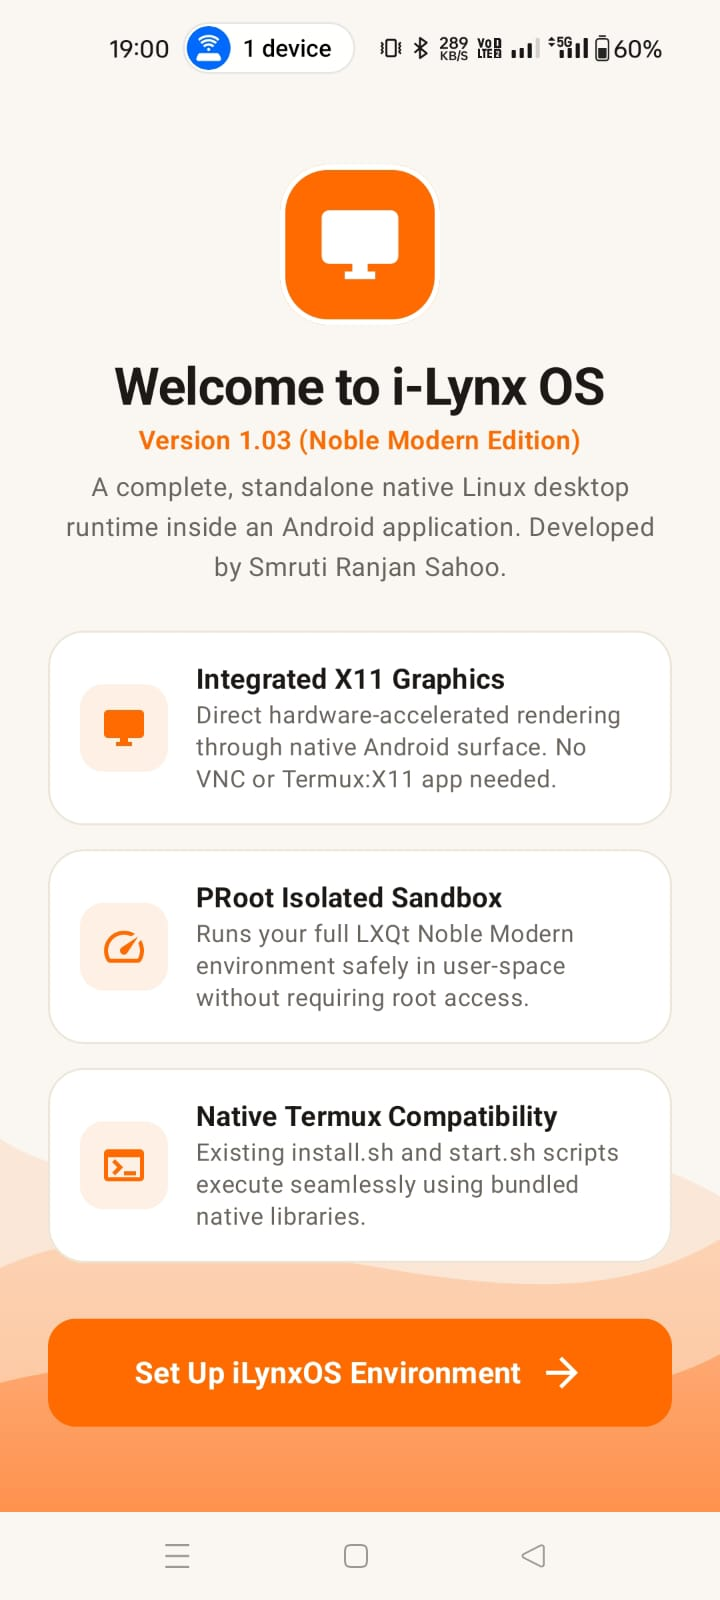 19:00
1 device
289 KB/S
VoD LTE 2
5G
60%
Welcome to i-Lynx OS
Version 1.03 (Noble Modern Edition)
A complete, standalone native Linux desktop
runtime inside an Android application. Developed
by Smruti Ranjan Sahoo.
Integrated X11 Graphics
Direct hardware-accelerated rendering
through native Android surface. No
VNC or Termux:X11 app needed.
PRoot Isolated Sandbox
Runs your full LXQt Noble Modern
environment safely in user-space
without requiring root access.
Native Termux Compatibility
Existing install.sh and start.sh scripts
execute seamlessly using bundled
native libraries.
Set Up iLynxOS Environment